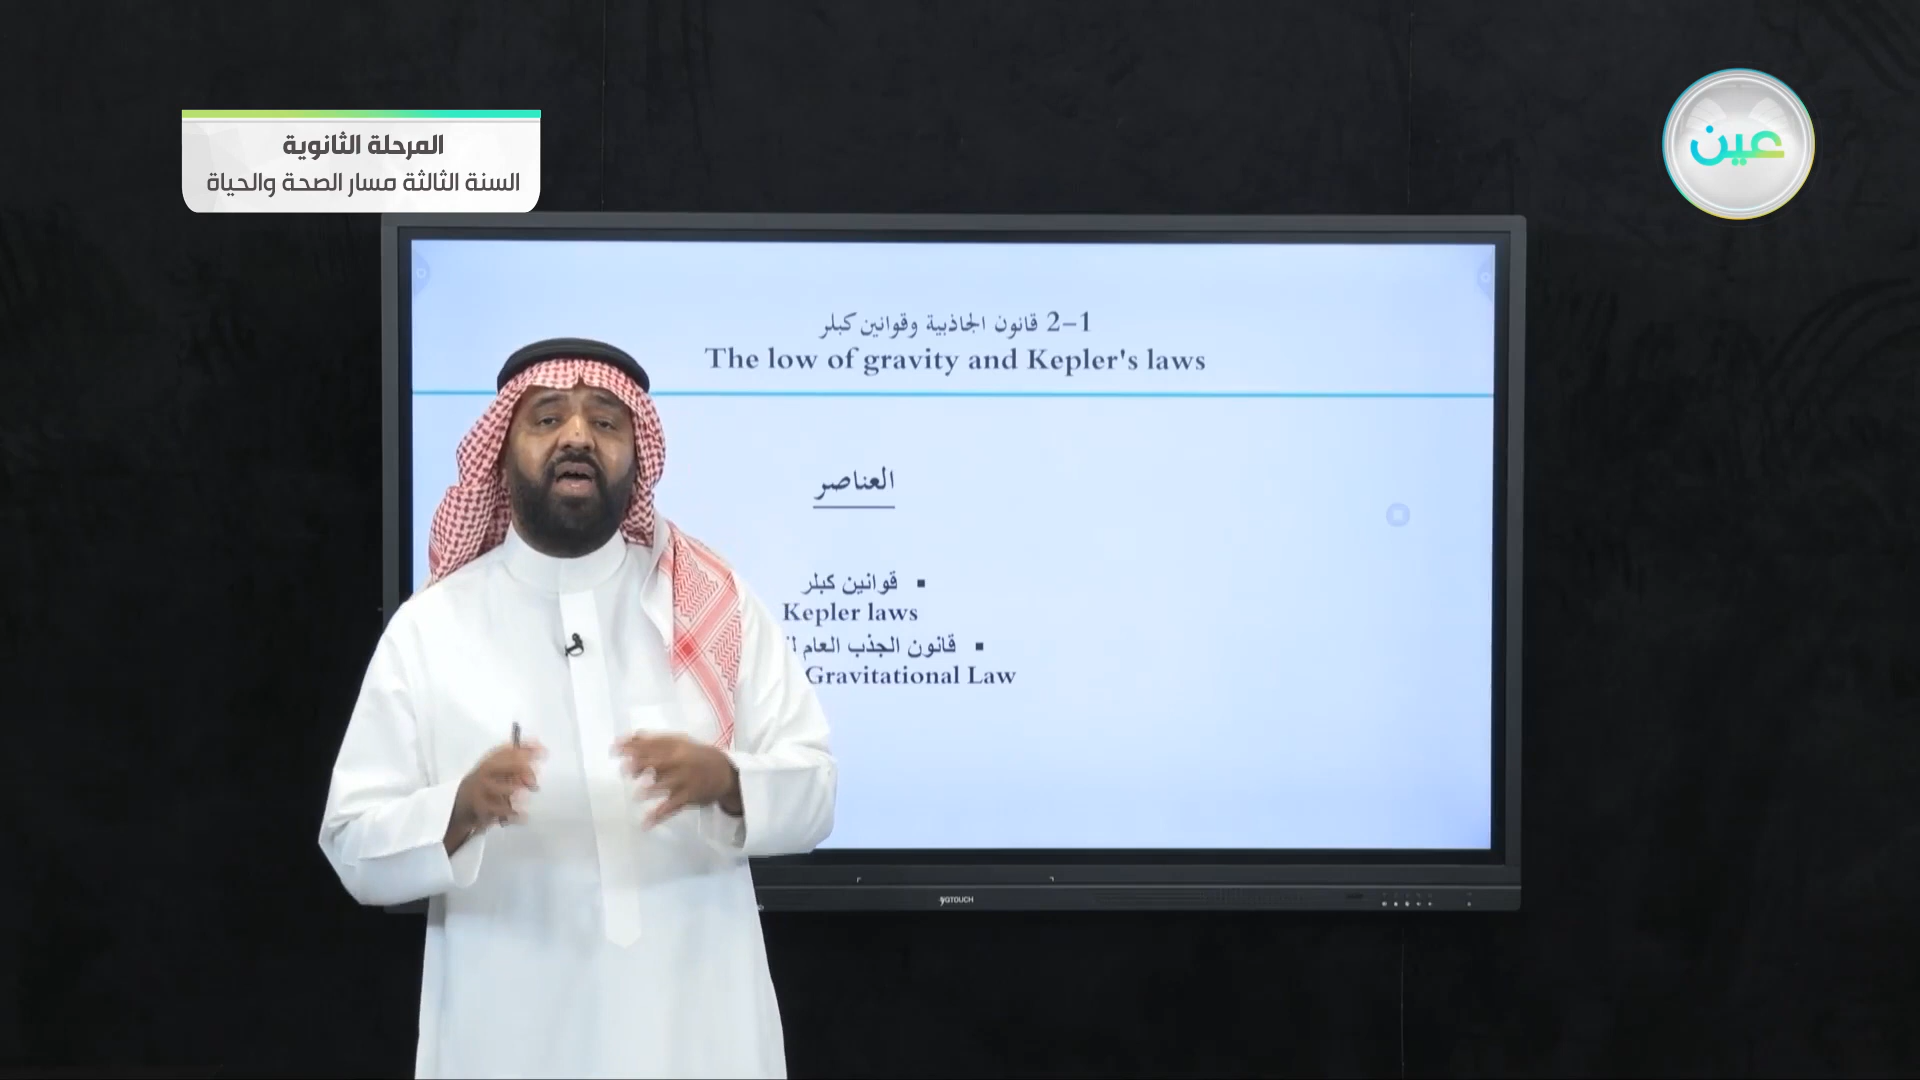 المرحلة الثانوية
السنة الثالثة مسار الصحة والحياة
عين
2-1 قانون الجاذبية وقوانين كبلر
The low of gravity and Kepler's laws
العناصر
▪ قوانين كبلر
Kepler laws
▪ قانون الجذب العام
Gravitational Law
YQTOUCH